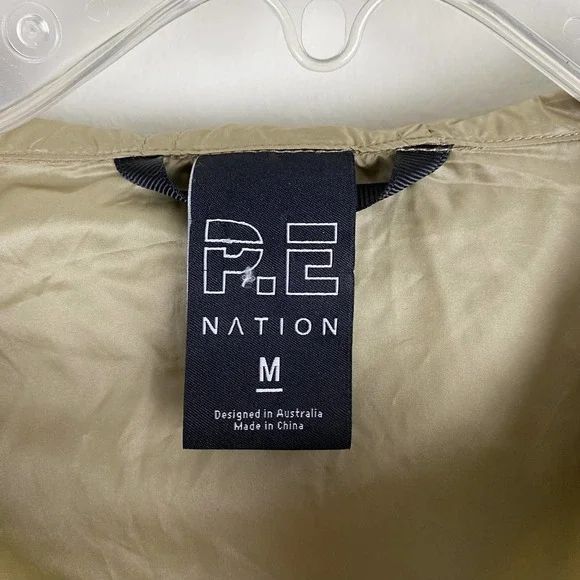 P.E
NATION
M
Designed in Australia
Made in China